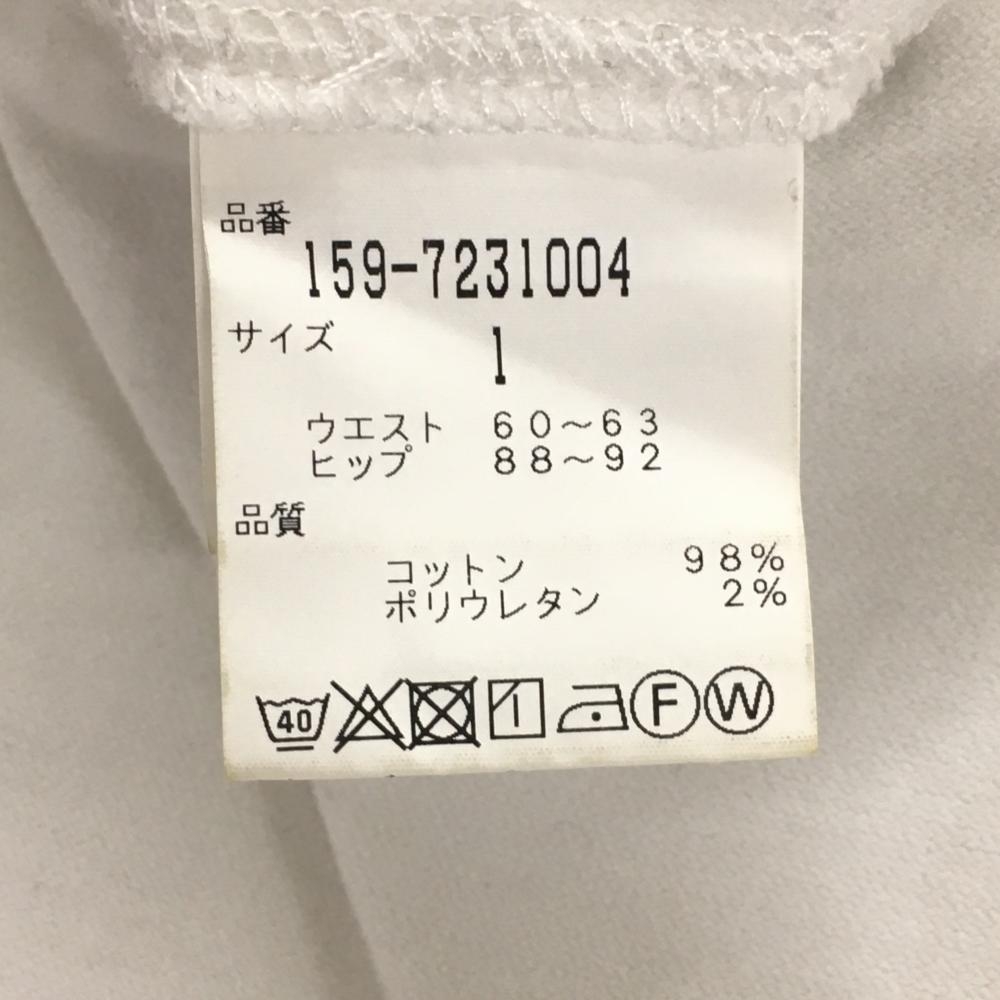 品番
159-7231004
サイズ 1
ウエスト 60～63
ヒップ 88～92
品質
コットン 98%
ポリウレタン 2%
40 F W